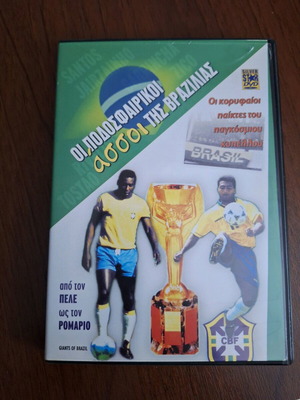 ΟΙ ΠΟΔΟΣΦΑΙΡΙΚΟΙ
άσσοι ΤΗΣ ΒΡΑΖΙΛΙΑΣ
Οι κορυφαίοι
παίκτες του
παγκόσμιου
BRASIL
από τον
ΠΕΛΕ
ως τον
ΡΟΜΑΡΙΟ
GIANTS OF BRAZIL
CBF
DVD